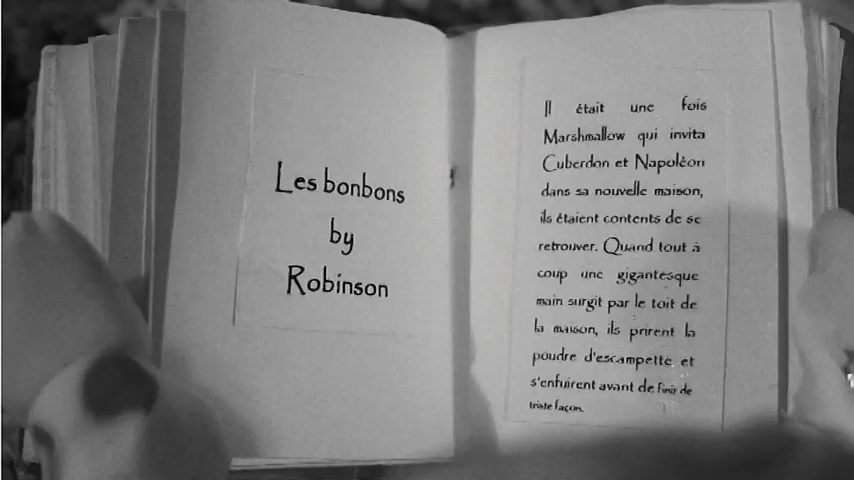 Les bonbons
by
Robinson
Il était une fois
Marshmallow qui invita
Cuberdon et Napoléon
dans sa nouvelle maison,
ils étaient contents de se
retrouver. Quand tout à
coup une gigantesque
main surgit par le toit de
la maison, ils prirent la
poudre d'escampette et
s'enfuirent avant de finir de
triste façon.